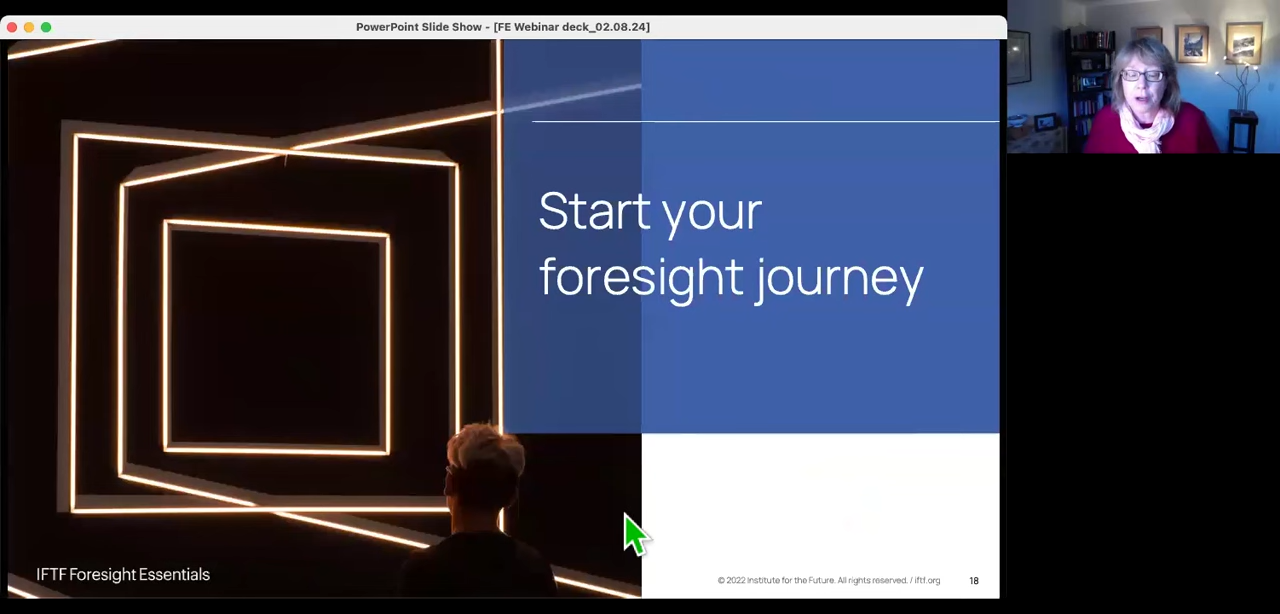 PowerPoint Slide Show - [FE Webinar deck_02.08.24]
Start your
foresight journey
IFTF Foresight Essentials
© 2022 Institute for the Future. All rights reserved. / iftf.org
18